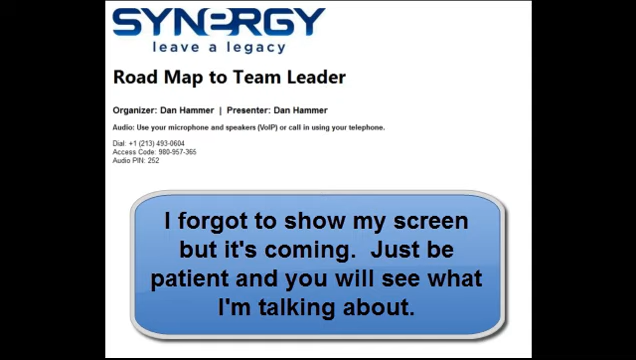 SYNERGY
leave a legacy
Road Map to Team Leader
Organizer: Dan Hammer | Presenter: Dan Hammer
Audio: Use your microphone and speakers (VoIP) or call in using your telephone.
Dial: +1 (213) 493-0604
Access Code: 980-957-365
Audio PIN: 252
I forgot to show my screen
but it's coming. Just be
patient and you will see what
I'm talking about.